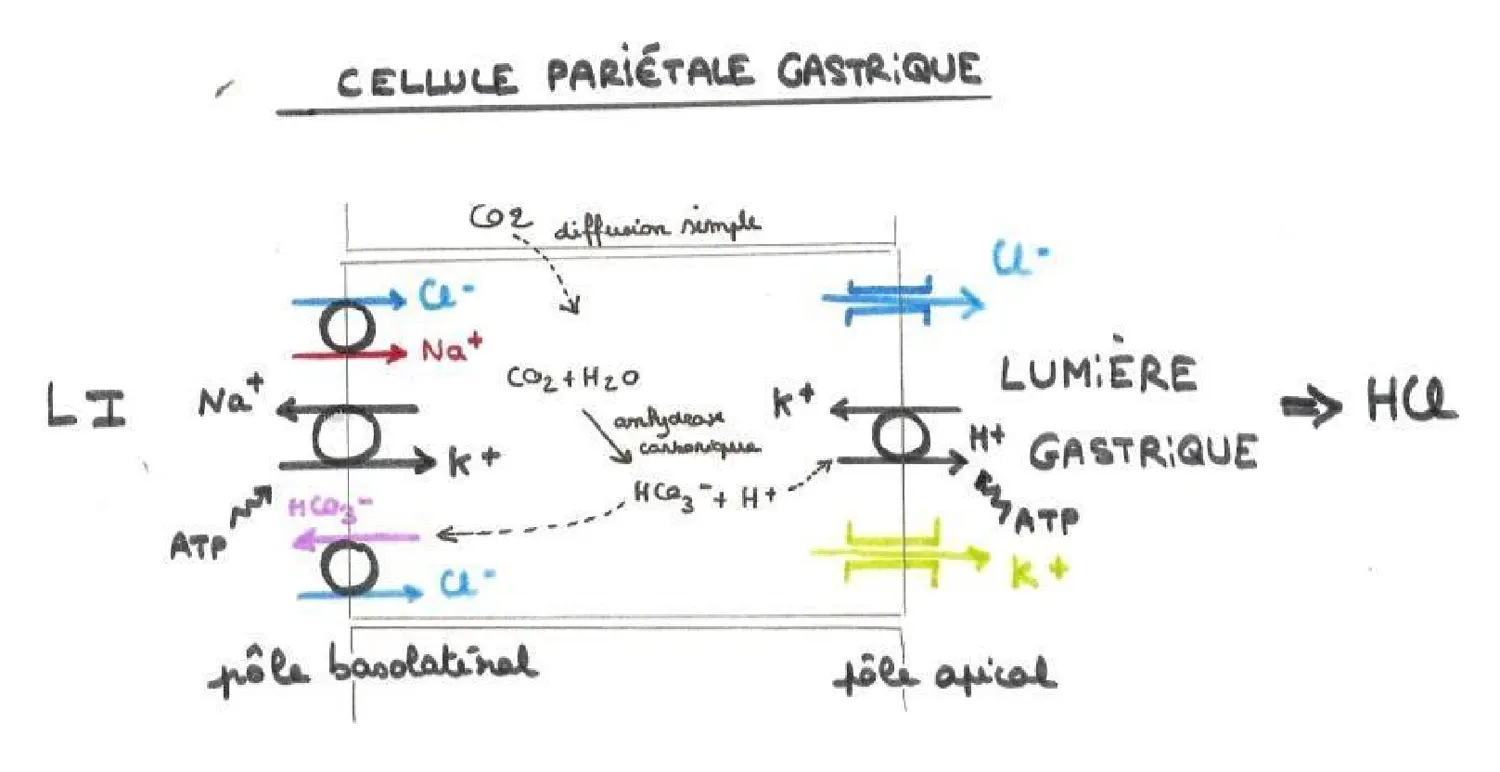 CELLULE PARIÉTALE GASTRIQUE
CO2 diffusion simple
Cl-
Cl-
Na+
CO2 + H2O
LUMIÈRE
LI
Na+
K+
HCl
anhydrase
carbonique
H+
GASTRIQUE
K+
HCO3- + H+
HCO3-
ATP
ATP
Cl-
K+
pôle basolatéral
pôle apical